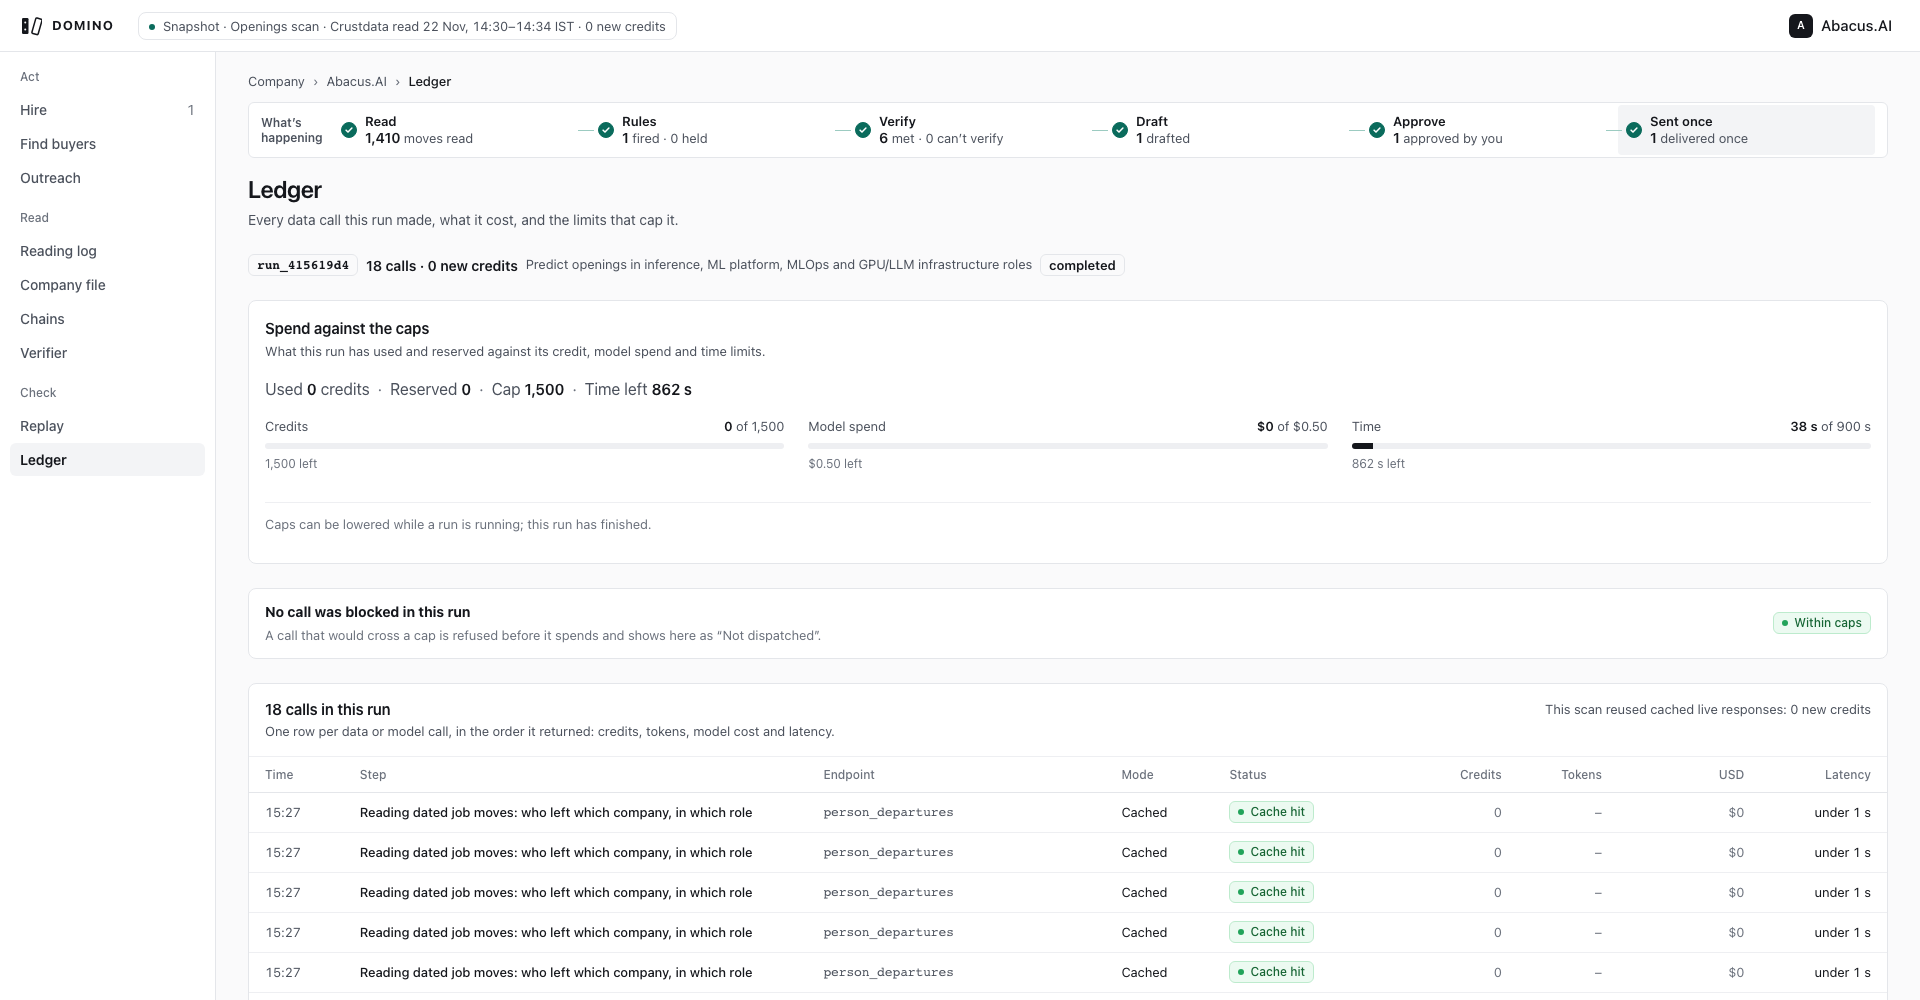 DOMINO
Snapshot · Openings scan · Crustdata read 22 Nov, 14:30–14:34 IST · 0 new credits
A
Abacus.AI
Act
Hire 1
Find buyers
Outreach
Read
Reading log
Company file
Chains
Verifier
Check
Replay
Ledger
Company › Abacus.AI › Ledger
What’s happening
Read
1,410 moves read
Rules
1 fired · 0 held
Verify
6 met · 0 can’t verify
Draft
1 drafted
Approve
1 approved by you
Sent once
1 delivered once
Ledger
Every data call this run made, what it cost, and the limits that cap it.
run_415619d4 18 calls · 0 new credits Predict openings in inference, ML platform, MLOps and GPU/LLM infrastructure roles completed
Spend against the caps
What this run has used and reserved against its credit, model spend and time limits.
Used 0 credits · Reserved 0 · Cap 1,500 · Time left 862 s
Credits 0 of 1,500
1,500 left
Model spend $0 of $0.50
$0.50 left
Time 38 s of 900 s
862 s left
Caps can be lowered while a run is running; this run has finished.
No call was blocked in this run
A call that would cross a cap is refused before it spends and shows here as “Not dispatched”.
Within caps
18 calls in this run
This scan reused cached live responses: 0 new credits
One row per data or model call, in the order it returned: credits, tokens, model cost and latency.
Time Step Endpoint Mode Status Credits Tokens USD Latency
15:27 Reading dated job moves: who left which company, in which role person_departures Cached Cache hit 0 – $0 under 1 s
15:27 Reading dated job moves: who left which company, in which role person_departures Cached Cache hit 0 – $0 under 1 s
15:27 Reading dated job moves: who left which company, in which role person_departures Cached Cache hit 0 – $0 under 1 s
15:27 Reading dated job moves: who left which company, in which role person_departures Cached Cache hit 0 – $0 under 1 s
15:27 Reading dated job moves: who left which company, in which role person_departures Cached Cache hit 0 – $0 under 1 s